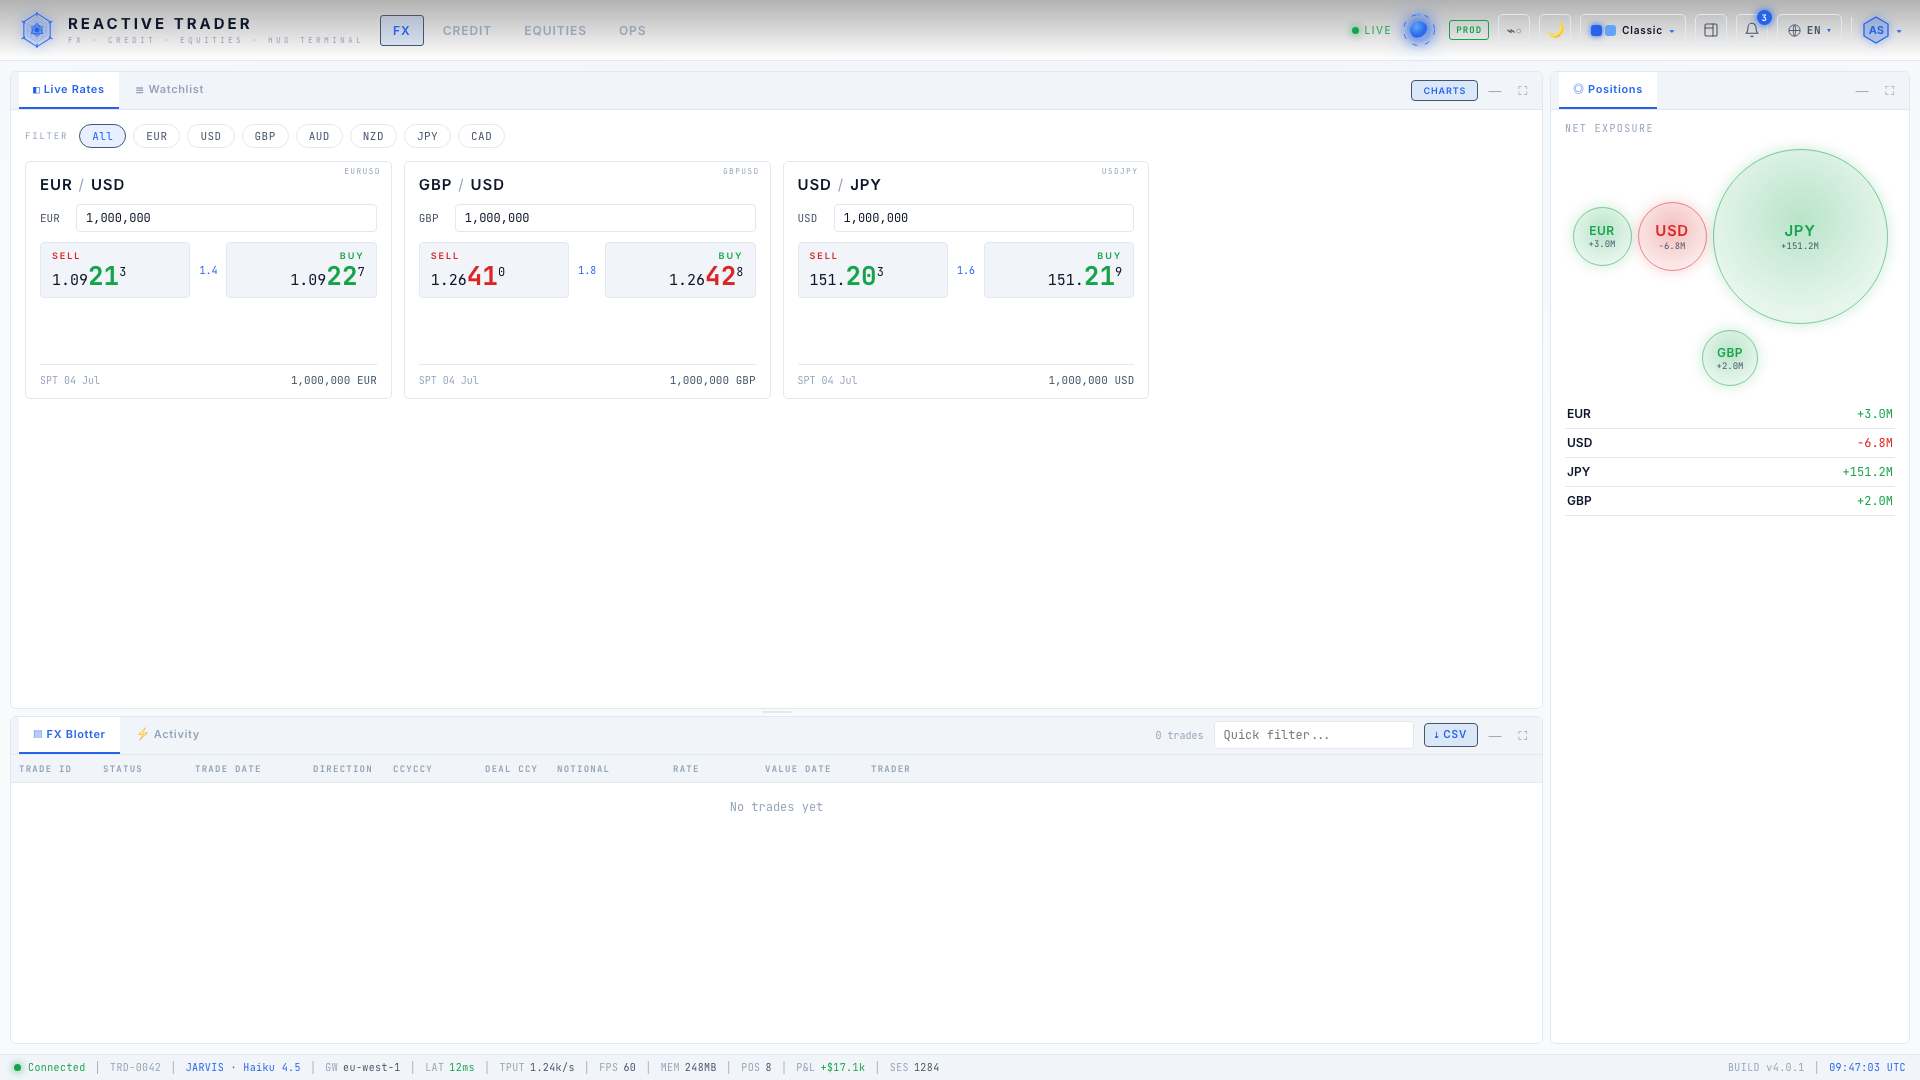 REACTIVE TRADER
FX · CREDIT · EQUITIES · HUD TERMINAL
FX CREDIT EQUITIES OPS
LIVE PROD Classic 3 EN AS
Live Rates Watchlist CHARTS
FILTER All EUR USD GBP AUD NZD JPY CAD
EURUSD
EUR / USD
EUR 1,000,000
SELL
1.09213
1.4
BUY
1.09227
SPT 04 Jul 1,000,000 EUR
GBPUSD
GBP / USD
GBP 1,000,000
SELL
1.26410
1.8
BUY
1.26428
SPT 04 Jul 1,000,000 GBP
USDJPY
USD / JPY
USD 1,000,000
SELL
151.203
1.6
BUY
151.219
SPT 04 Jul 1,000,000 USD
Positions
NET EXPOSURE
EUR
+3.0M
USD
-6.8M
JPY
+151.2M
GBP
+2.0M
EUR +3.0M
USD -6.8M
JPY +151.2M
GBP +2.0M
FX Blotter Activity 0 trades Quick filter... ↓ CSV
TRADE ID STATUS TRADE DATE DIRECTION CCYCCY DEAL CCY NOTIONAL RATE VALUE DATE TRADER
No trades yet
Connected TRD-0042 JARVIS · Haiku 4.5 GW eu-west-1 LAT 12ms TPUT 1.24k/s FPS 60 MEM 248MB POS 8 P&L +$17.1k SES 1284 BUILD v4.0.1 09:47:03 UTC